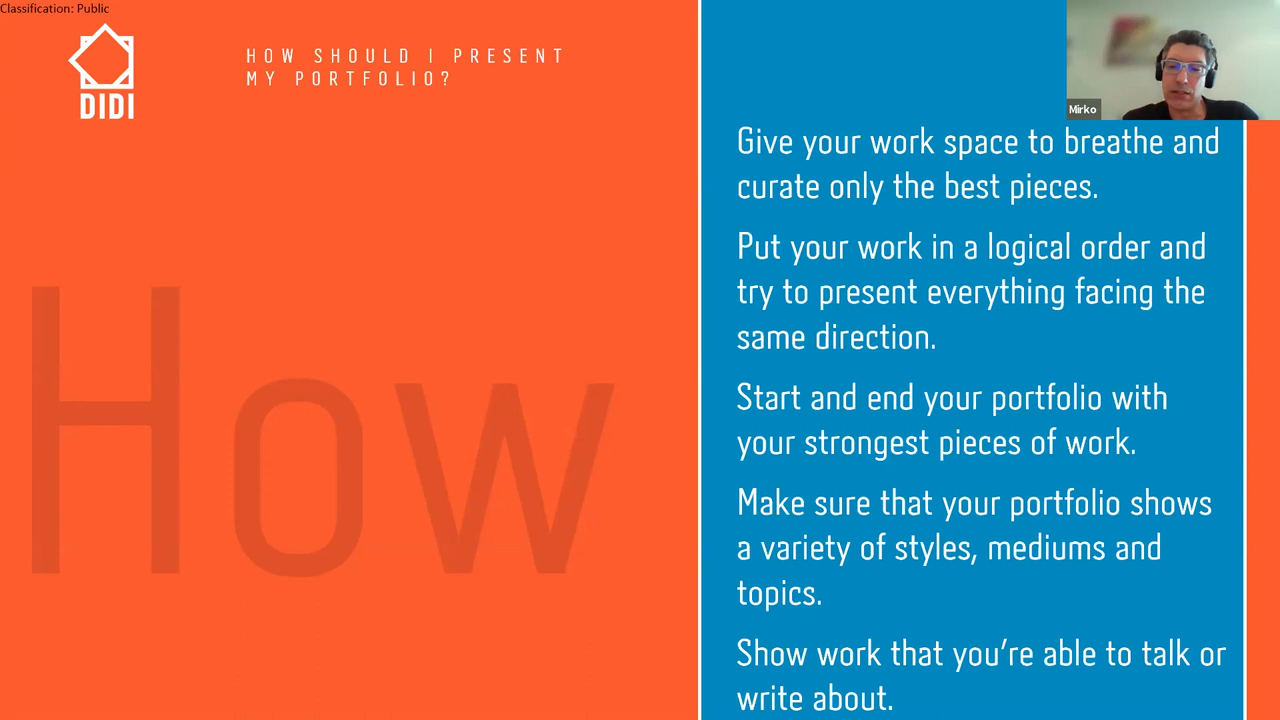 Classification: Public
DIDI
HOW SHOULD I PRESENT
MY PORTFOLIO?
Mirko
Give your work space to breathe and
curate only the best pieces.
Put your work in a logical order and
try to present everything facing the
same direction.
Start and end your portfolio with
your strongest pieces of work.
Make sure that your portfolio shows
a variety of styles, mediums and
topics.
Show work that you're able to talk or
write about.
How